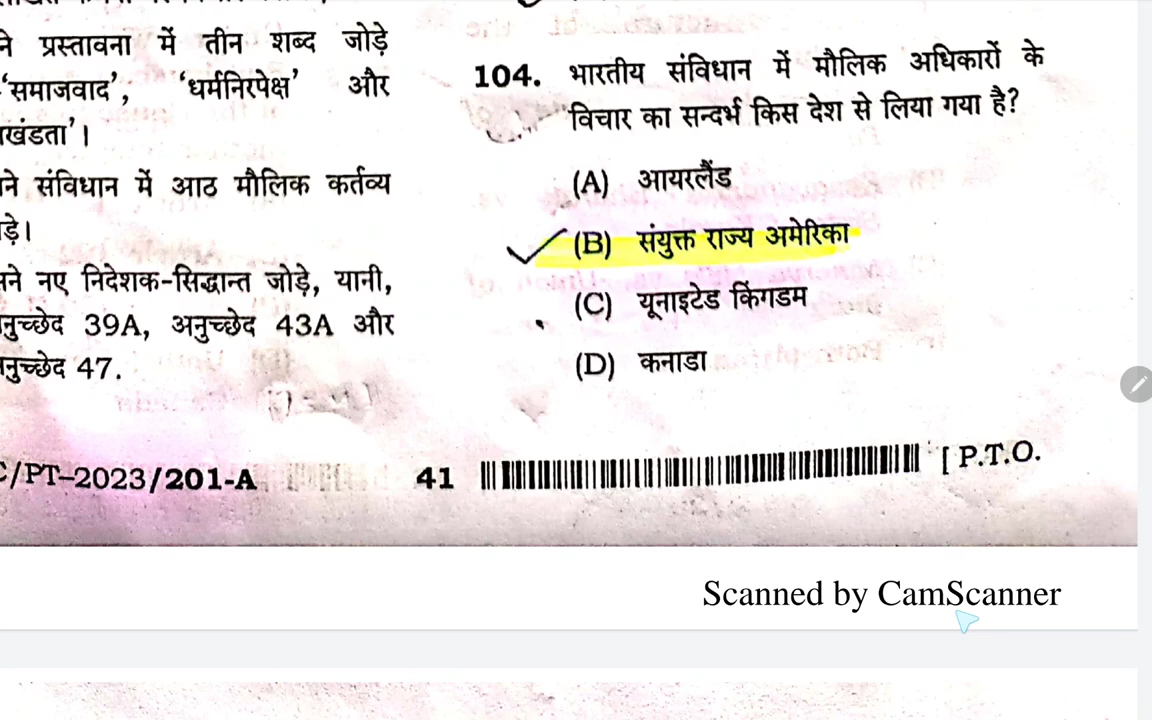 ने प्रस्तावना में तीन शब्द जोड़े
'समाजवाद', 'धर्मनिरपेक्ष' और
खंडता'।
ने संविधान में आठ मौलिक कर्तव्य
ड़े।
ने नए निदेशक-सिद्धान्त जोड़े, यानी,
नुच्छेद 39A, अनुच्छेद 43A और
नुच्छेद 47.
/PT-2023/201-A
104. भारतीय संविधान में मौलिक अधिकारों के
विचार का सन्दर्भ किस देश से लिया गया है?
(A) आयरलैंड
(B) संयुक्त राज्य अमेरिका
(C) यूनाइटेड किंगडम
(D) कनाडा
41
[ P.T.O.
Scanned by CamScanner